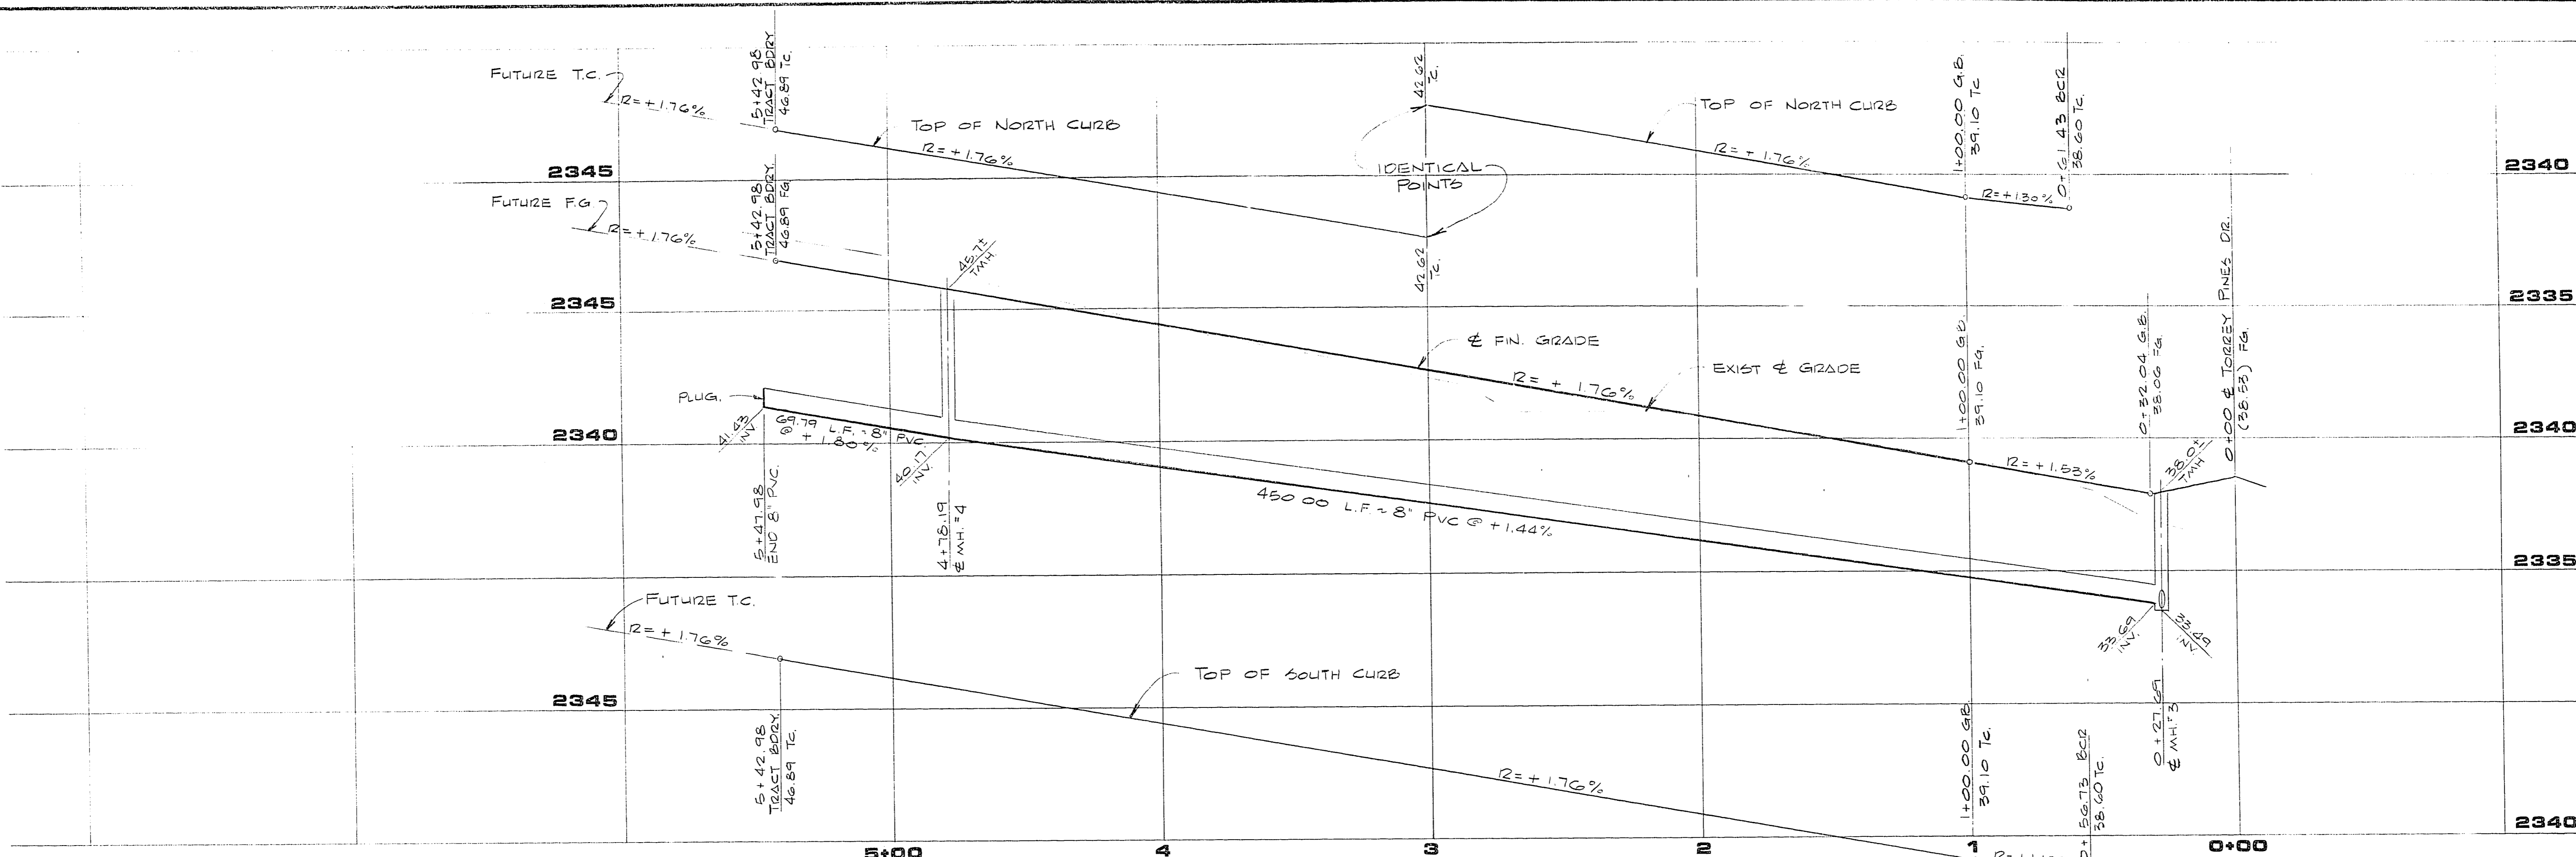 FUTURE T.C.
R=+1.76%
5+42.98
TRACT BDRY
46.89 TC.
TOP OF NORTH CURB
R=+1.76%
42.62
TC.
TOP OF NORTH CURB
R=+1.76%
1+00.00 G.B.
39.10 TC
R=+1.30%
0+61.43 BCR
38.60 TC.
2345
2340
IDENTICAL
POINTS
42.62
TC.
FUTURE F.G.
R=+1.76%
5+42.98
TRACT BDRY.
46.89 FG.
45.7±
TMH.
2345
2335
℄ FIN. GRADE
R= + 1.76%
EXIST ℄ GRADE
1+00.00 G.B.
39.10 FG.
R=+1.53%
0+32.04 G.B.
38.06 FG.
38.0±
TMH
0+00 ℄ TORREY PINES DR.
(38.53) FG.
PLUG.
41.43
INV.
69.79 L.F. ~ 8" PVC
@ + 1.80%
40.17
INV.
2340
2340
5+47.98
END 8" PVC.
4+78.19
℄ MH. #4
450.00 L.F. ~ 8" PVC @ +1.44%
2335
33.69
INV.
33.49
INV.
0+27.69
℄ MH. #3
FUTURE T.C.
R=+1.76%
TOP OF SOUTH CURB
2345
5+42.98
TRACT BDRY.
46.89 TC.
R=+1.76%
1+00.00 GB
39.10 TC.
0+56.73 BCR
38.60 TC.
2340
5+00
4
3
2
1
0+00